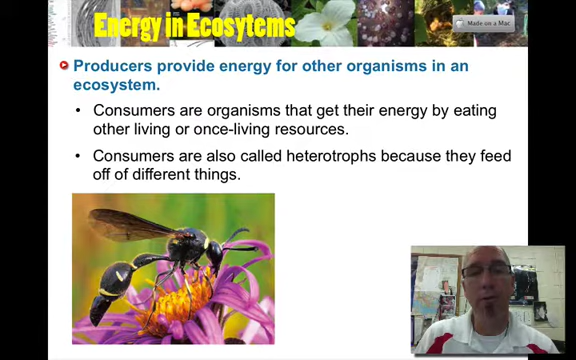 Energy in Ecosytems
Made on a Mac
Producers provide energy for other organisms in an
ecosystem.
• Consumers are organisms that get their energy by eating
other living or once-living resources.
• Consumers are also called heterotrophs because they feed
off of different things.